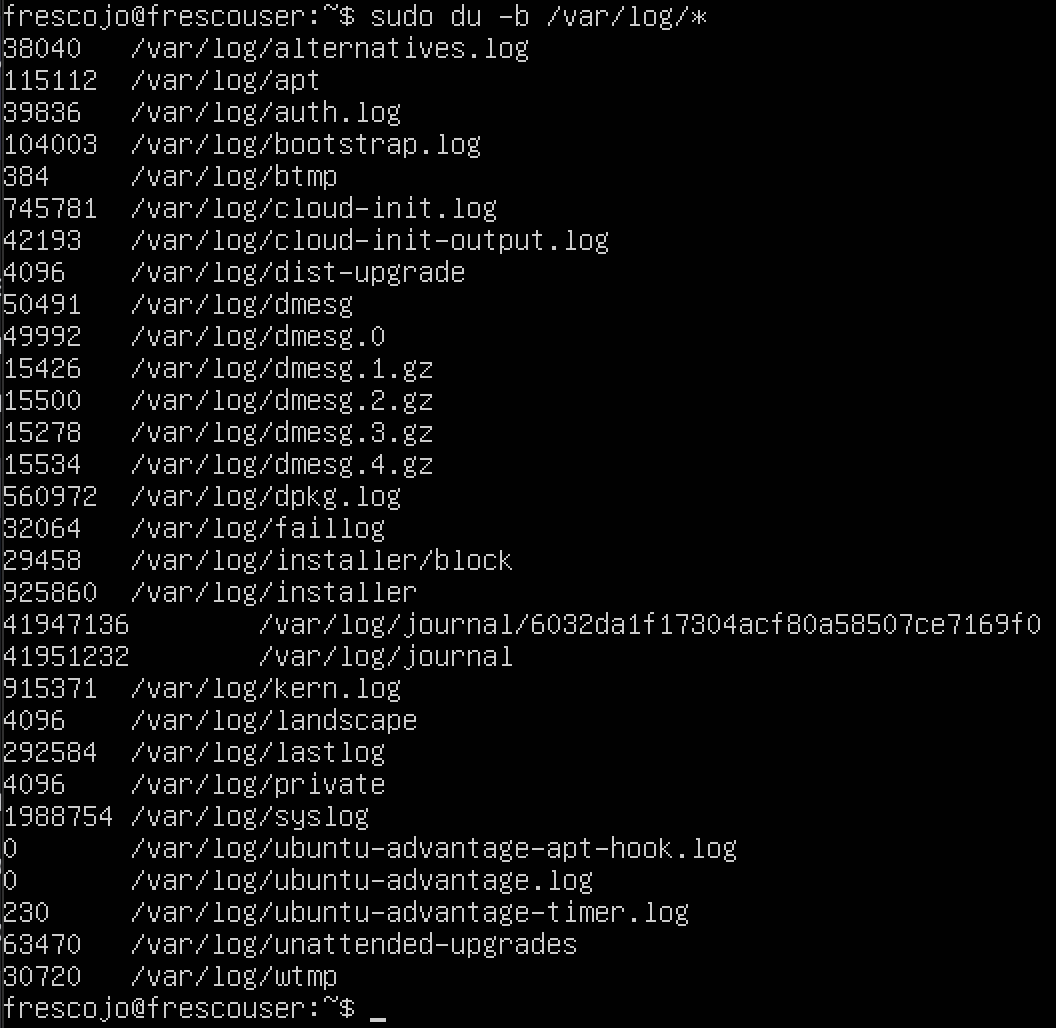 frescojo@frescouser:~$ sudo du -b /var/log/*
38040 /var/log/alternatives.log
115112 /var/log/apt
39836 /var/log/auth.log
104003 /var/log/bootstrap.log
384 /var/log/btmp
745781 /var/log/cloud-init.log
42193 /var/log/cloud-init-output.log
4096 /var/log/dist-upgrade
50491 /var/log/dmesg
49992 /var/log/dmesg.0
15426 /var/log/dmesg.1.gz
15500 /var/log/dmesg.2.gz
15278 /var/log/dmesg.3.gz
15534 /var/log/dmesg.4.gz
560972 /var/log/dpkg.log
32064 /var/log/faillog
29458 /var/log/installer/block
925860 /var/log/installer
41947136 /var/log/journal/6032da1f17304acf80a58507ce7169f0
41951232 /var/log/journal
915371 /var/log/kern.log
4096 /var/log/landscape
292584 /var/log/lastlog
4096 /var/log/private
1988754 /var/log/syslog
0 /var/log/ubuntu-advantage-apt-hook.log
0 /var/log/ubuntu-advantage.log
230 /var/log/ubuntu-advantage-timer.log
63470 /var/log/unattended-upgrades
30720 /var/log/wtmp
frescojo@frescouser:~$ _